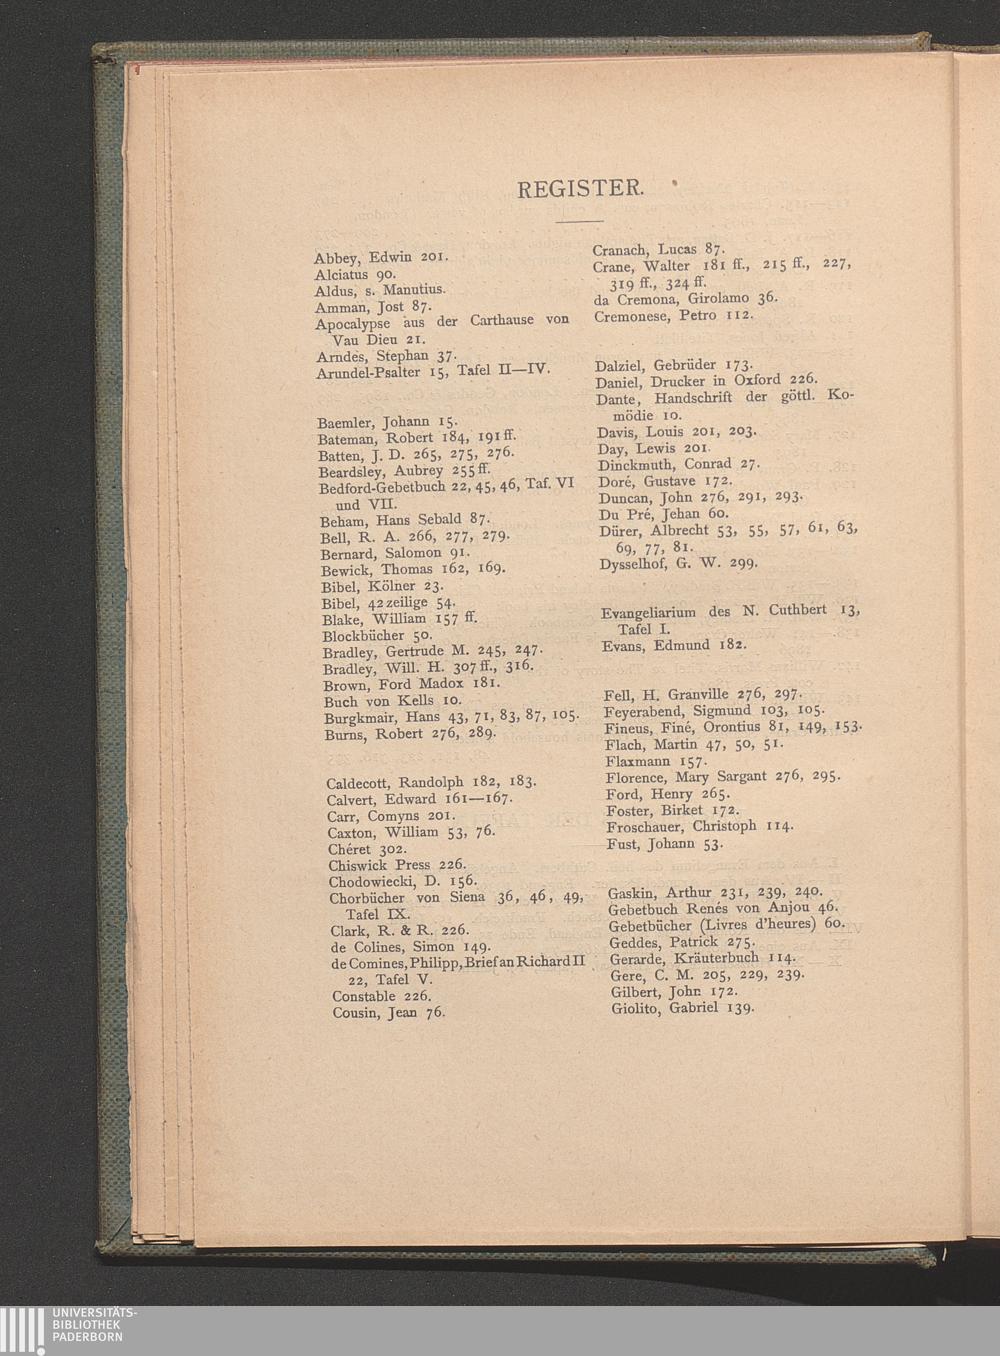 REGISTER.
Abbey, Edwin 201.
Alciatus 90.
Aldus, s. Manutius.
Amman, Jost 87.
Apocalypse aus der Carthause von
Vau Dieu 21.
Arndes, Stephan 37.
Arundel-Psalter 15, Tafel II—IV.
Baemler, Johann 15.
Bateman, Robert 184, 191 ff.
Batten, J. D. 265, 275, 276.
Beardsley, Aubrey 255 ff.
Bedford-Gebetbuch 22, 45, 46, Taf. VI
und VII.
Beham, Hans Sebald 87.
Bell, R. A. 266, 277, 279.
Bernard, Salomon 91.
Bewick, Thomas 162, 169.
Bibel, Kölner 23.
Bibel, 42 zeilige 54.
Blake, William 157 ff.
Blockbücher 50.
Bradley, Gertrude M. 245, 247.
Bradley, Will. H. 307 ff., 316.
Brown, Ford Madox 181.
Buch von Kells 10.
Burgkmair, Hans 43, 71, 83, 87, 105.
Burns, Robert 276, 289.
Caldecott, Randolph 182, 183.
Calvert, Edward 161—167.
Carr, Comyns 201.
Caxton, William 53, 76.
Chéret 302.
Chiswick Press 226.
Chodowiecki, D. 156.
Chorbücher von Siena 36, 46, 49,
Tafel IX.
Clark, R. & R. 226.
de Colines, Simon 149.
de Comines, Philipp, Brief an Richard II
22, Tafel V.
Constable 226.
Cousin, Jean 76.
Cranach, Lucas 87.
Crane, Walter 181 ff., 215 ff., 227,
319 ff., 324 ff.
da Cremona, Girolamo 36.
Cremonese, Petro 112.
Dalziel, Gebrüder 173.
Daniel, Drucker in Oxford 226.
Dante, Handschrift der göttl. Ko-
mödie 10.
Davis, Louis 201, 203.
Day, Lewis 201.
Dinckmuth, Conrad 27.
Doré, Gustave 172.
Duncan, John 276, 291, 293.
Du Pré, Jehan 60.
Dürer, Albrecht 53, 55, 57, 61, 63,
69, 77, 81.
Dysselhof, G. W. 299.
Evangeliarium des N. Cuthbert 13,
Tafel I.
Evans, Edmund 182.
Fell, H. Granville 276, 297.
Feyerabend, Sigmund 103, 105.
Fineus, Finé, Orontius 81, 149, 153.
Flach, Martin 47, 50, 51.
Flaxmann 157.
Florence, Mary Sargant 276, 295.
Ford, Henry 265.
Foster, Birket 172.
Froschauer, Christoph 114.
Fust, Johann 53.
Gaskin, Arthur 231, 239, 240.
Gebetbuch Renés von Anjou 46.
Gebetbücher (Livres d'heures) 60.
Geddes, Patrick 275.
Gerarde, Kräuterbuch 114.
Gere, C. M. 205, 229, 239.
Gilbert, John 172.
Giolito, Gabriel 139.
UNIVERSITÄTS-
BIBLIOTHEK
PADERBORN